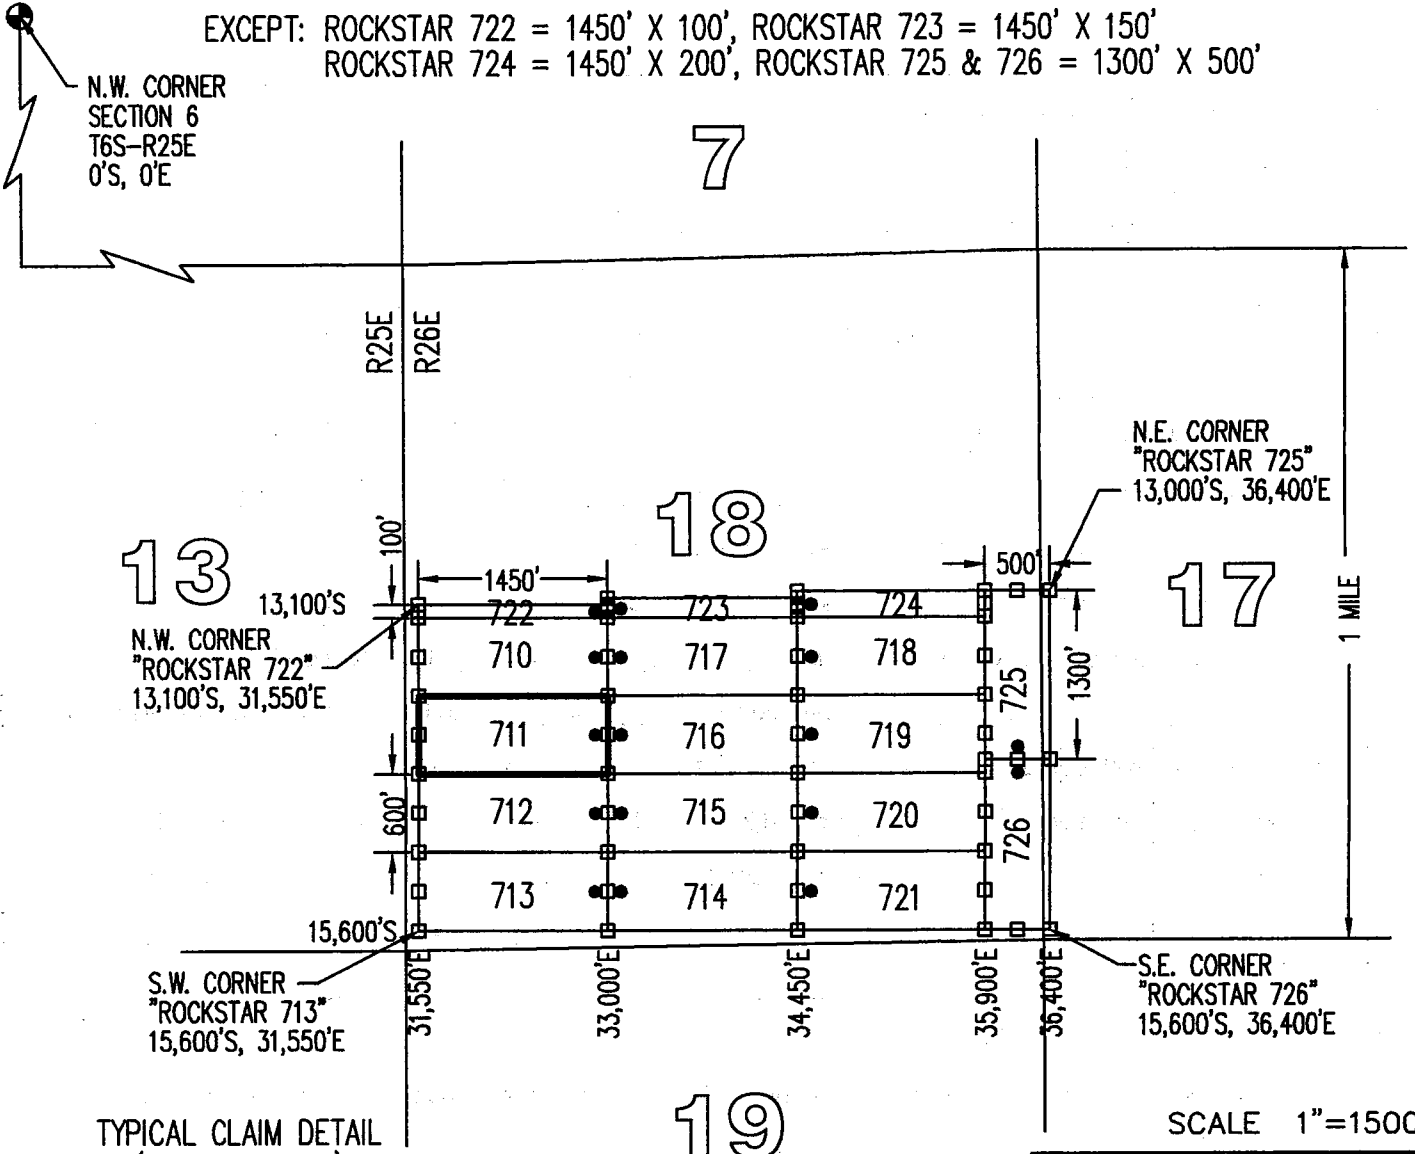 EXCEPT: ROCKSTAR 722 = 1450' X 100', ROCKSTAR 723 = 1450' X 150'
ROCKSTAR 724 = 1450' X 200', ROCKSTAR 725 & 726 = 1300' X 500'
N.W. CORNER
SECTION 6
T6S-R25E
0'S, 0'E
7
R25E
R26E
N.E. CORNER
"ROCKSTAR 725"
13,000'S, 36,400'E
13
18
17
100'
1450'
500'
1 MILE
13,100'S
722
723
724
N.W. CORNER
"ROCKSTAR 722"
13,100'S, 31,550'E
710
717
718
725
1300'
711
716
719
600'
712
715
720
726
713
714
721
15,600'S
S.W. CORNER
"ROCKSTAR 713"
15,600'S, 31,550'E
31,550'E
33,000'E
34,450'E
35,900'E
36,400'E
S.E. CORNER
"ROCKSTAR 726"
15,600'S, 36,400'E
TYPICAL CLAIM DETAIL
19
SCALE 1"=1500